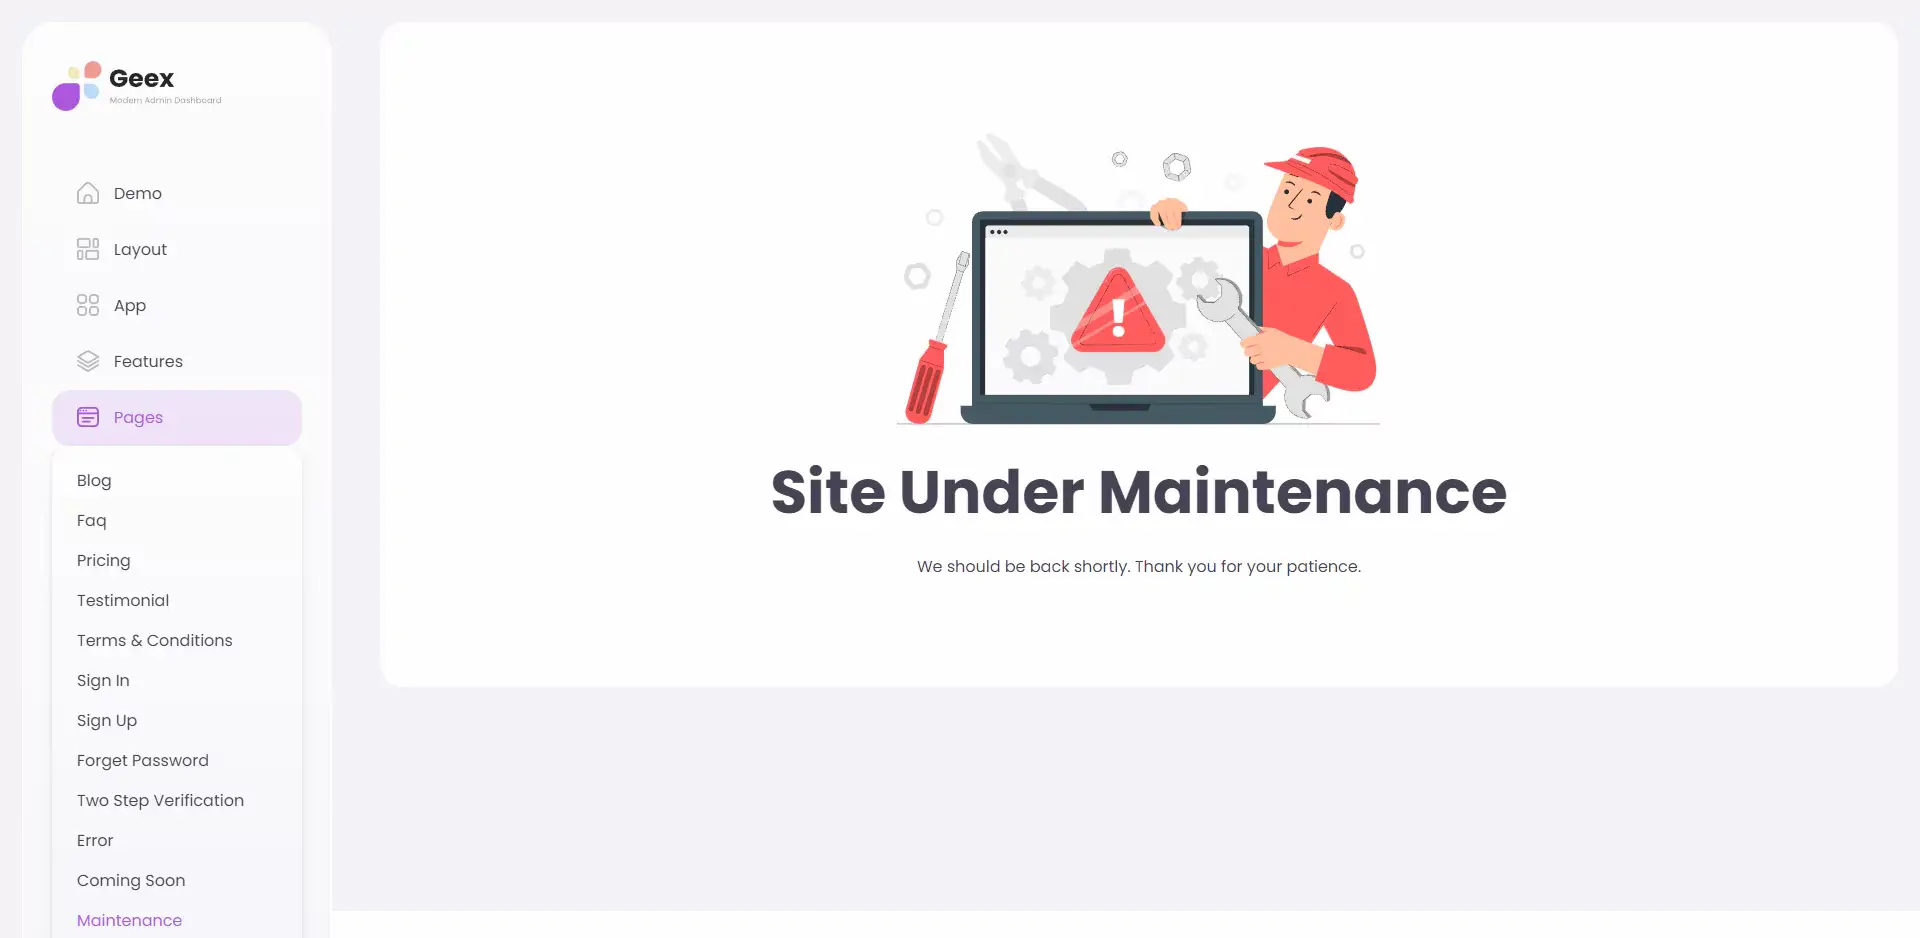 Geex
Modern Admin Dashboard
Demo
Layout
App
Features
Pages
Blog
Faq
Pricing
Testimonial
Terms & Conditions
Sign In
Sign Up
Forget Password
Two Step Verification
Error
Coming Soon
Maintenance
Site Under Maintenance
We should be back shortly. Thank you for your patience.